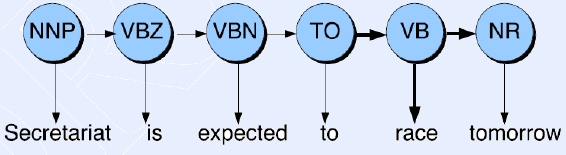 NNP VBZ VBN TO VB NR
Secretariat is expected to race tomorrow